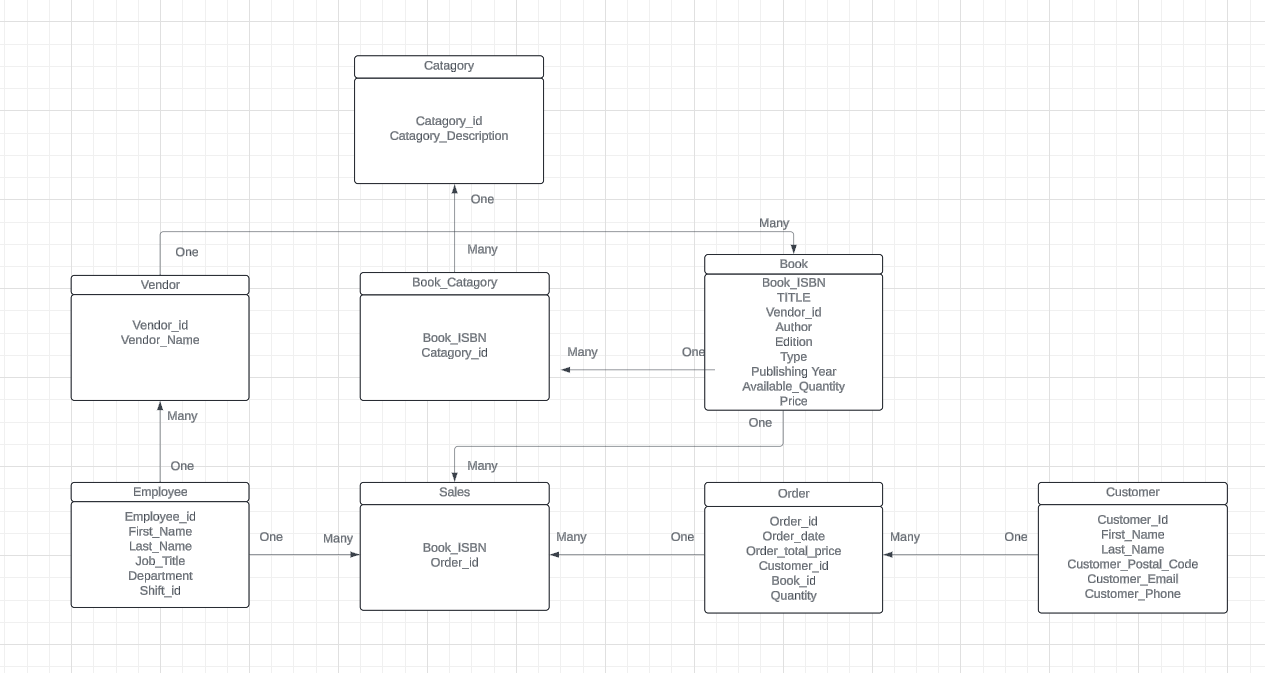 Catagory
Catagory_id
Catagory_Description
One
Many
One
Many
Vendor
Vendor_id
Vendor_Name
Book_Catagory
Book_ISBN
Catagory_id
Book
Book_ISBN
TITLE
Vendor_id
Author
Edition
Type
Publishing Year
Available_Quantity
Price
Many
One
Many
One
One
Many
Employee
Employee_id
First_Name
Last_Name
Job_Title
Department
Shift_id
One
Many
Sales
Book_ISBN
Order_id
Many
One
Order
Order_id
Order_date
Order_total_price
Customer_id
Book_id
Quantity
Many
One
Customer
Customer_Id
First_Name
Last_Name
Customer_Postal_Code
Customer_Email
Customer_Phone